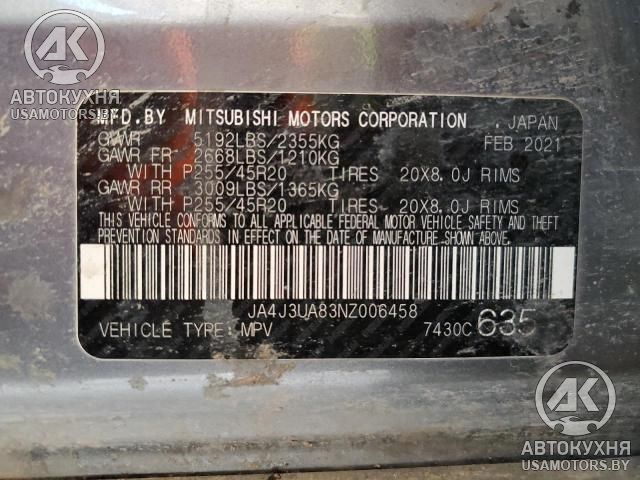 АК
АВТОКУХНЯ
USAMOTORS.BY
MFD. BY MITSUBISHI MOTORS CORPORATION , JAPAN
GVWR 5192LBS/2355KG FEB 2021
GAWR FR 2668LBS/1210KG
WITH P255/45R20 TIRES 20X8.0J RIMS
GAWR RR 3009LBS/1365KG
WITH P255/45R20 TIRES 20X8.0J RIMS
THIS VEHICLE CONFORMS TO ALL APPLICABLE FEDERAL MOTOR VEHICLE SAFETY AND THEFT
PREVENTION STANDARDS IN EFFECT ON THE DATE OF MANUFACTURE SHOWN ABOVE.
JA4J3UA83NZ006458
VEHICLE TYPE: MPV 7430C 635
АК
АВТОКУХНЯ
USAMOTORS.BY